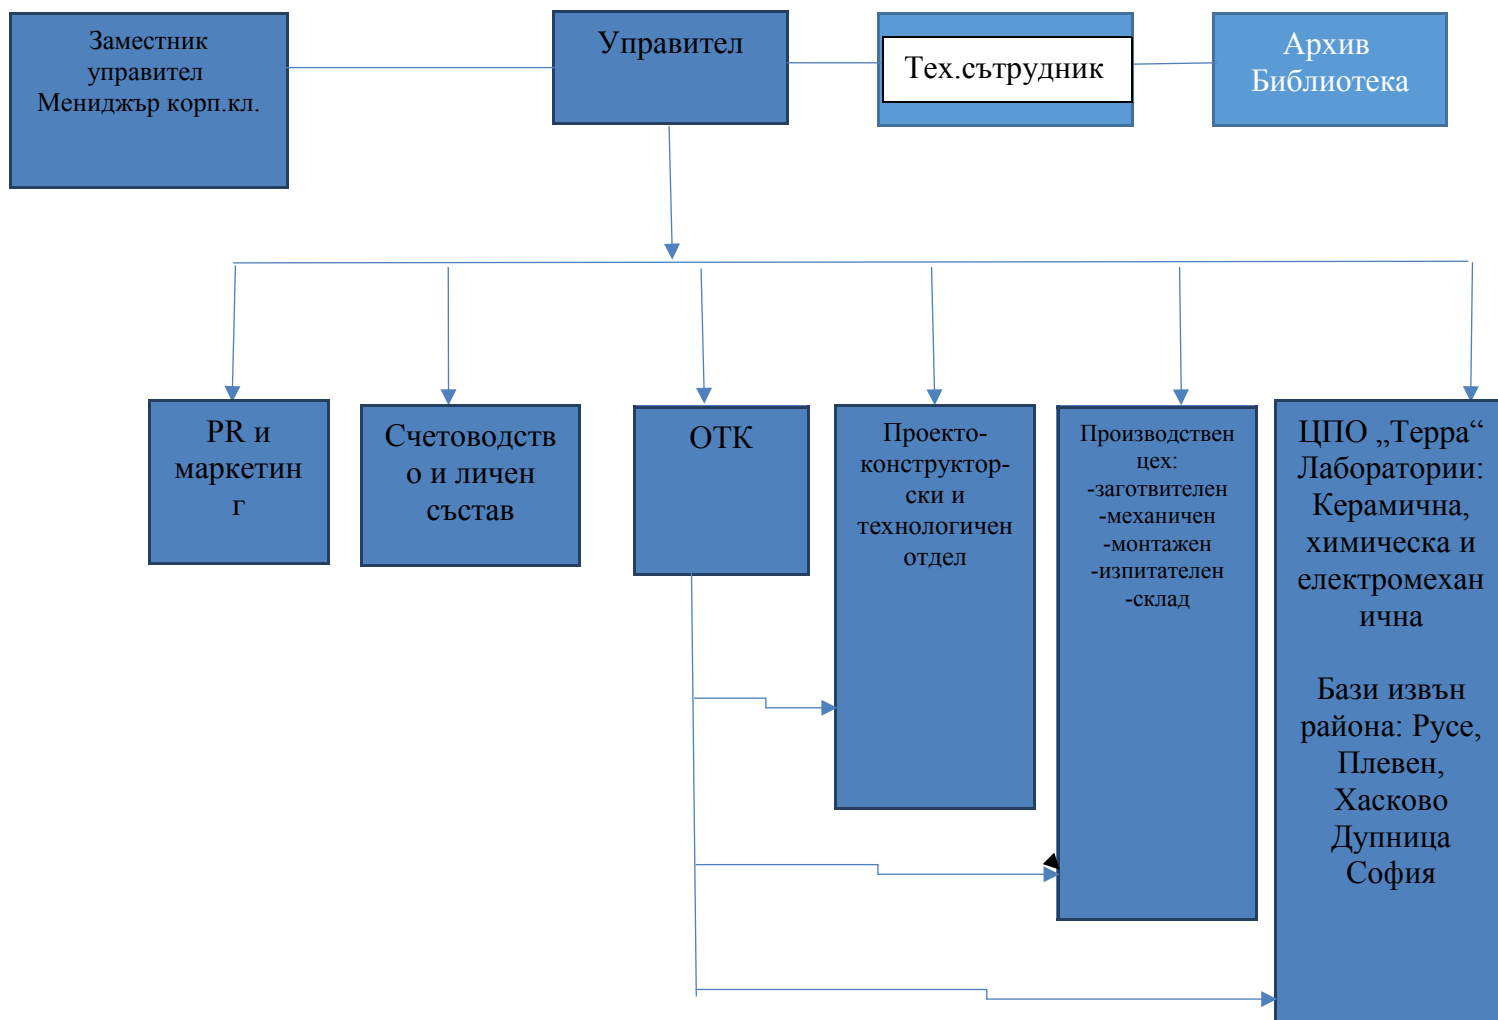 Заместник
управител
Мениджър корп.кл.
Управител
Тех.сътрудник
Архив
Библиотека
PR и
маркетин
г
Счетоводств
о и личен
състав
ОТК
Проекто-
конструктор-
ски и
технологичен
отдел
Производствен
цех:
-заготвителен
-механичен
-монтажен
-изпитателен
-склад
ЦПО „Терра“
Лаборатории:
Керамична,
химическа и
електромехан
ична
Бази извън
района: Русе,
Плевен,
Хасково
Дупница
София